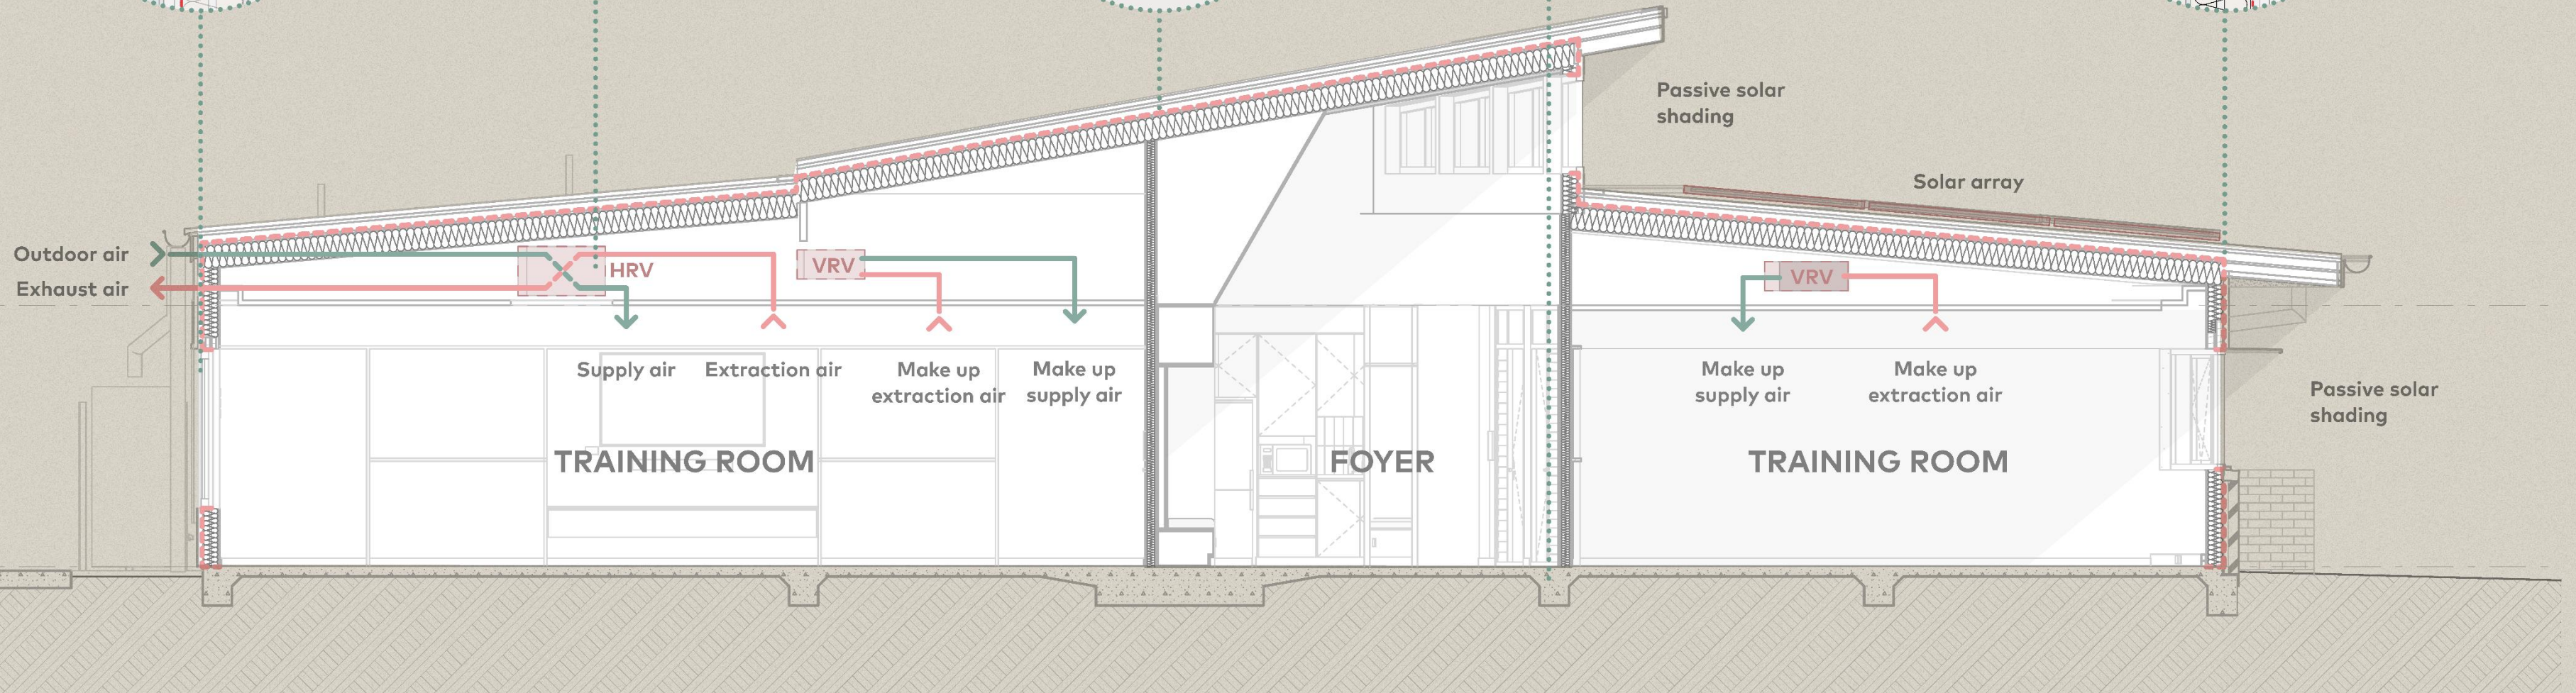 Passive solar
shading
Solar array
Outdoor air
Exhaust air
HRV
VRV
VRV
Supply air
Extraction air
Make up
extraction air
Make up
supply air
Make up
supply air
Make up
extraction air
Passive solar
shading
TRAINING ROOM
FOYER
TRAINING ROOM